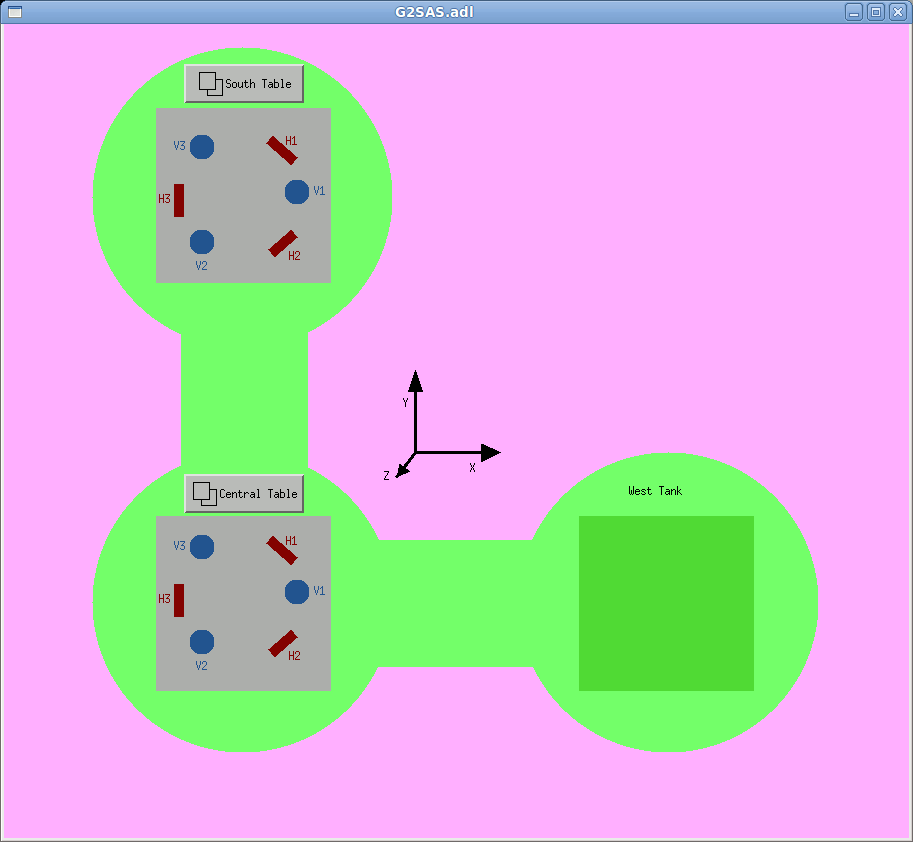 G2SAS.adl
South Table
V3
H1
H3
V1
V2
H2
Y
X
Z
Central Table
West Tank
V3
H1
H3
V1
V2
H2